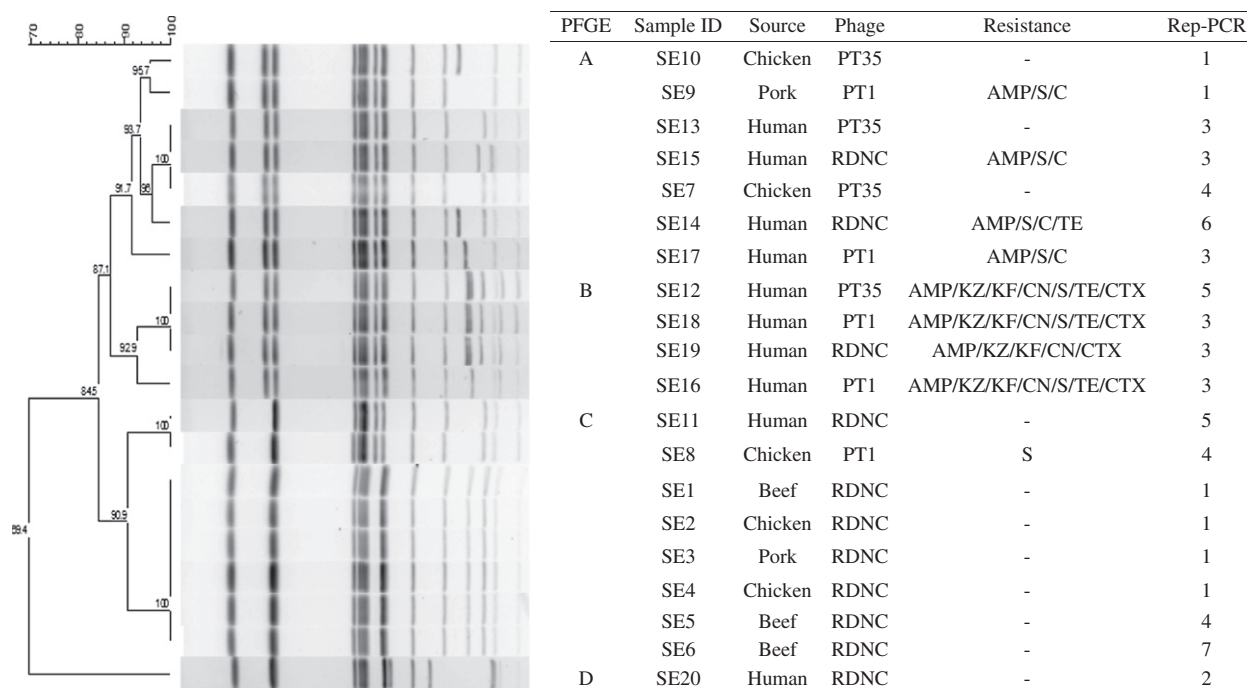 70 80 90 100
PFGE Sample ID Source Phage Resistance Rep-PCR
A SE10 Chicken PT35 - 1
SE9 Pork PT1 AMP/S/C 1
SE13 Human PT35 - 3
SE15 Human RDNC AMP/S/C 3
SE7 Chicken PT35 - 4
SE14 Human RDNC AMP/S/C/TE 6
SE17 Human PT1 AMP/S/C 3
B SE12 Human PT35 AMP/KZ/KF/CN/S/TE/CTX 5
SE18 Human PT1 AMP/KZ/KF/CN/S/TE/CTX 3
SE19 Human RDNC AMP/KZ/KF/CN/CTX 3
SE16 Human PT1 AMP/KZ/KF/CN/S/TE/CTX 3
C SE11 Human RDNC - 5
SE8 Chicken PT1 S 4
SE1 Beef RDNC - 1
SE2 Chicken RDNC - 1
SE3 Pork RDNC - 1
SE4 Chicken RDNC - 1
SE5 Beef RDNC - 4
SE6 Beef RDNC - 7
D SE20 Human RDNC - 2
95.7
93.7
100
96
91.7
87.1
100
92.9
84.5
100
90.9
100